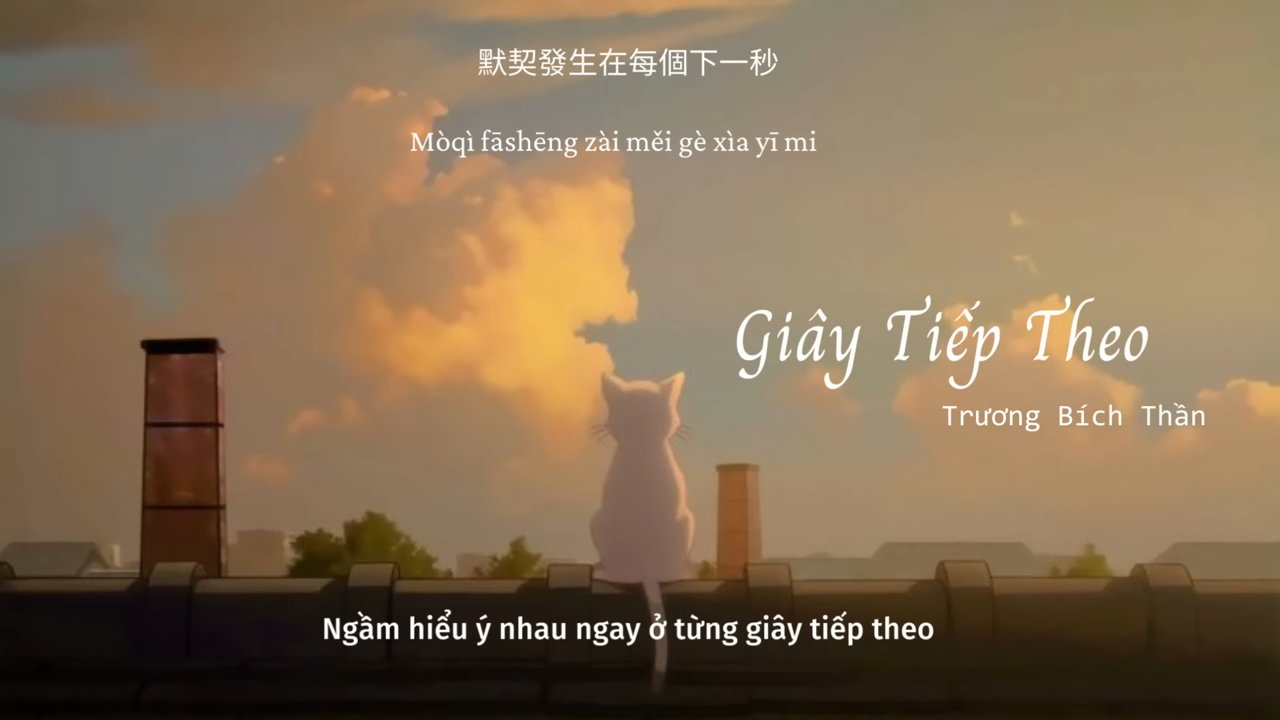 默契發生在每個下一秒
Mòqì fāshēng zài měi gè xìa yī mi
Giây Tiếp Theo
Trương Bích Thần
Ngầm hiểu ý nhau ngay ở từng giây tiếp theo